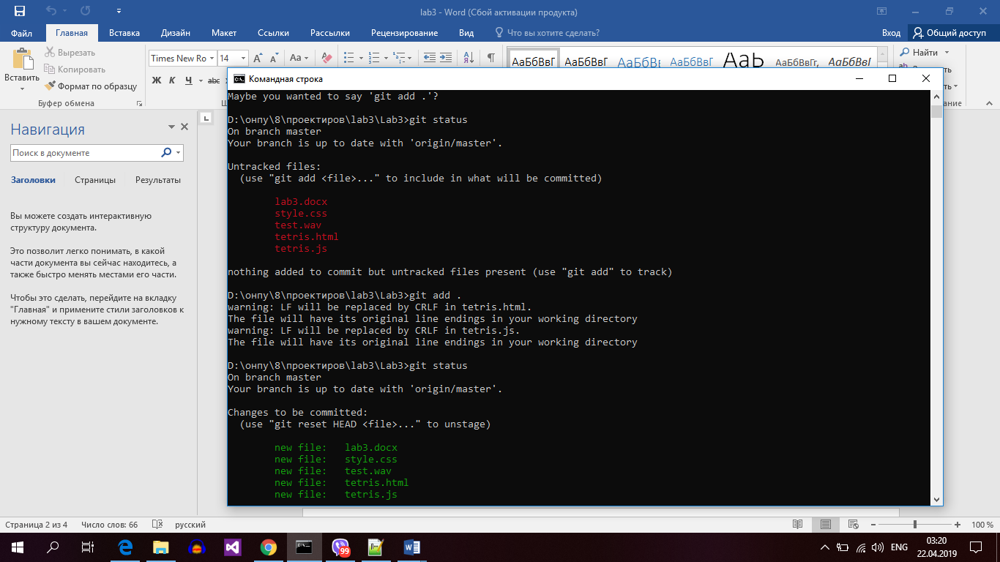 lab3 - Word (Сбой активации продукта)
Файл Главная Вставка Дизайн Макет Ссылки Рассылки Рецензирование Вид Что вы хотите сделать? Вход Общий доступ
Вставить
Вырезать
Копировать
Формат по образцу
Буфер обмена
Times New Ro 14 Aa
Ж К Ч abc
АаБбВвГ АаБбВвГ АаБбВвГ АаБбВвГ АаЬ АаБбВвГг, АаБбВвІ
Найти
Навигация
Поиск в документе
Заголовки Страницы Результаты
Вы можете создать интерактивную
структуру документа.
Это позволит легко понимать, в какой
части документа вы сейчас находитесь, а
также быстро менять местами его части.
Чтобы это сделать, перейдите на вкладку
"Главная" и примените стили заголовков к
нужному тексту в вашем документе.
Командная строка
Maybe you wanted to say 'git add .'?
D:\онпу\8\проектиров\lab3\Lab3>git status
On branch master
Your branch is up to date with 'origin/master'.
Untracked files:
(use "git add <file>..." to include in what will be committed)
lab3.docx
style.css
test.wav
tetris.html
tetris.js
nothing added to commit but untracked files present (use "git add" to track)
D:\онпу\8\проектиров\lab3\Lab3>git add .
warning: LF will be replaced by CRLF in tetris.html.
The file will have its original line endings in your working directory
warning: LF will be replaced by CRLF in tetris.js.
The file will have its original line endings in your working directory
D:\онпу\8\проектиров\lab3\Lab3>git status
On branch master
Your branch is up to date with 'origin/master'.
Changes to be committed:
(use "git reset HEAD <file>..." to unstage)
new file: lab3.docx
new file: style.css
new file: test.wav
new file: tetris.html
new file: tetris.js
Страница 2 из 4 Число слов: 66 русский 100 %
99
ENG
03:20
22.04.2019